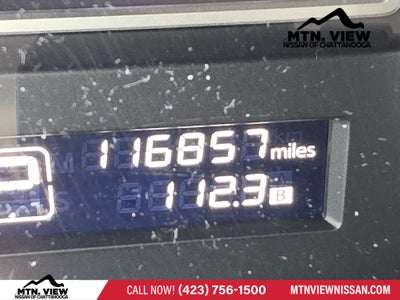 MTN. VIEW
NISSAN OF CHATTANOOGA
116857 miles
112.3 B
MTN. VIEW
NISSAN OF CHATTANOOGA
CALL NOW! (423) 756-1500
MTNVIEWNISSAN.COM